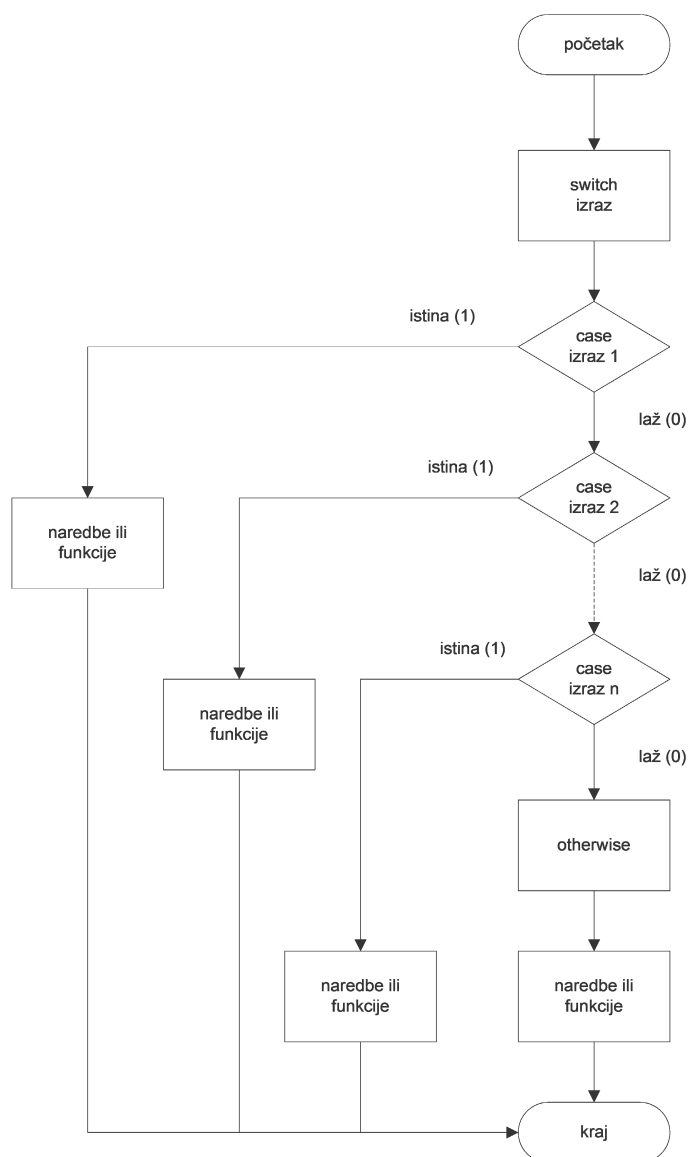 početak
switch
izraz
istina (1)
case
izraz 1
laž (0)
istina (1)
case
izraz 2
naredbe ili
funkcije
laž (0)
istina (1)
case
izraz n
naredbe ili
funkcije
laž (0)
otherwise
naredbe ili
funkcije
naredbe ili
funkcije
kraj